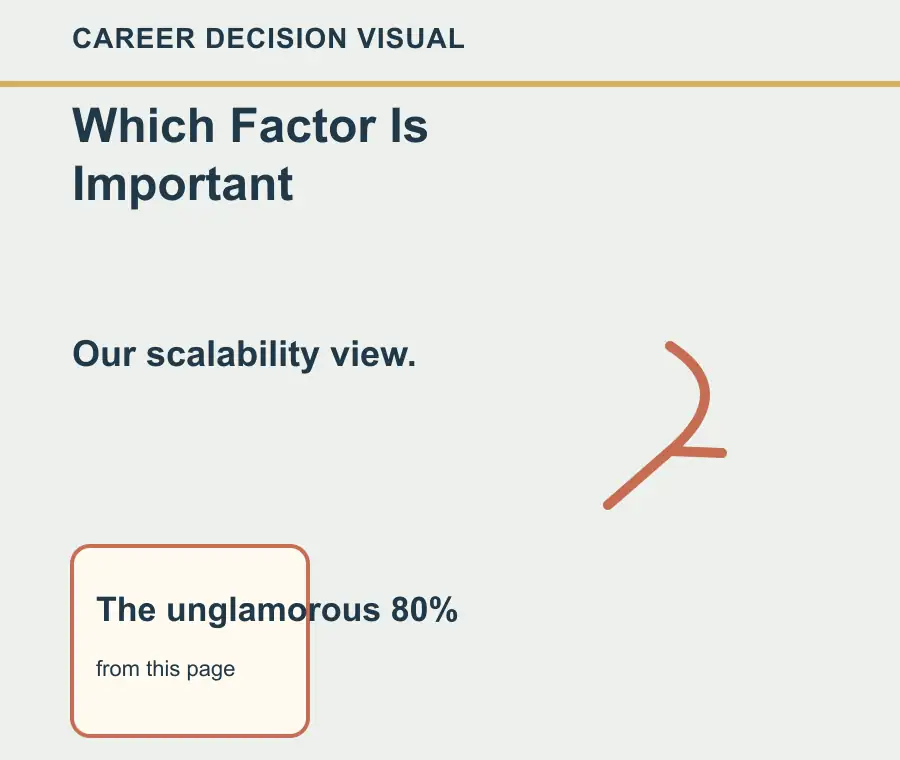 CAREER DECISION VISUAL
Which Factor Is
Important
Our scalability view.
The unglamorous 80%
from this page